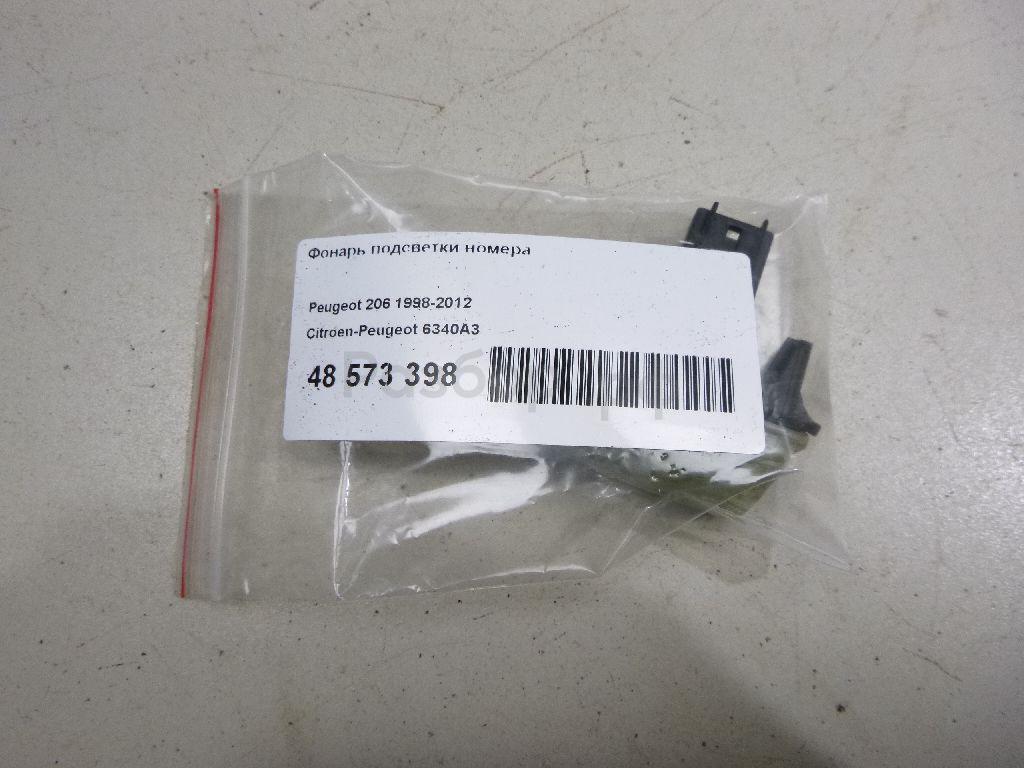 Фонарь подсветки номера
Peugeot 206 1998-2012
Citroen-Peugeot 6340A3
48 573 398